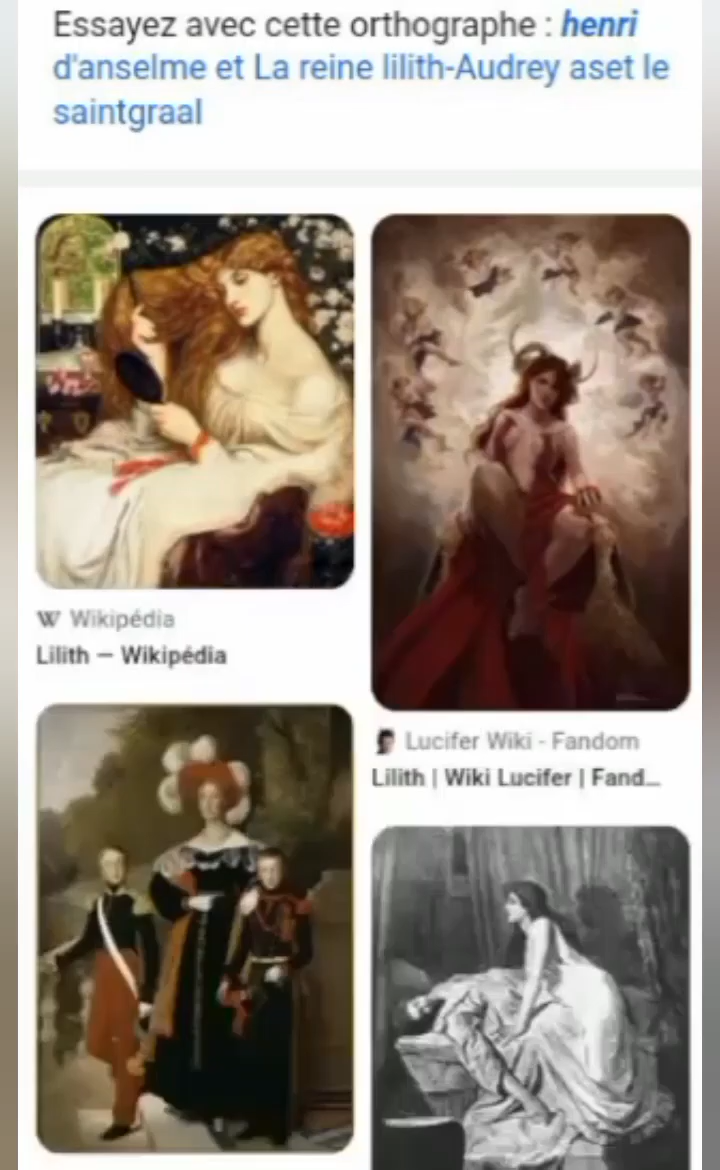 Essayez avec cette orthographe : henri
d'anselme et La reine lilith-Audrey aset le
saintgraal
W Wikipédia
Lilith — Wikipédia
Lucifer Wiki - Fandom
Lilith | Wiki Lucifer | Fand...